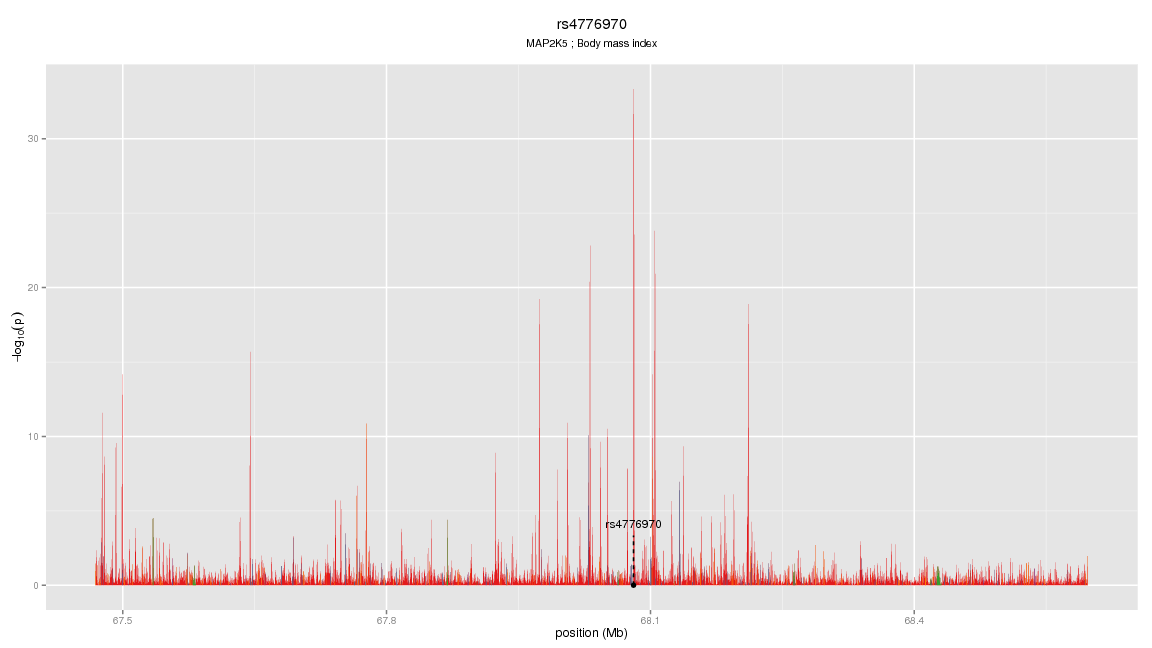 rs4776970
MAP2K5 ; Body mass index
30
20
10
0
−log10(p)
rs4776970
67.5 67.8 68.1 68.4
position (Mb)